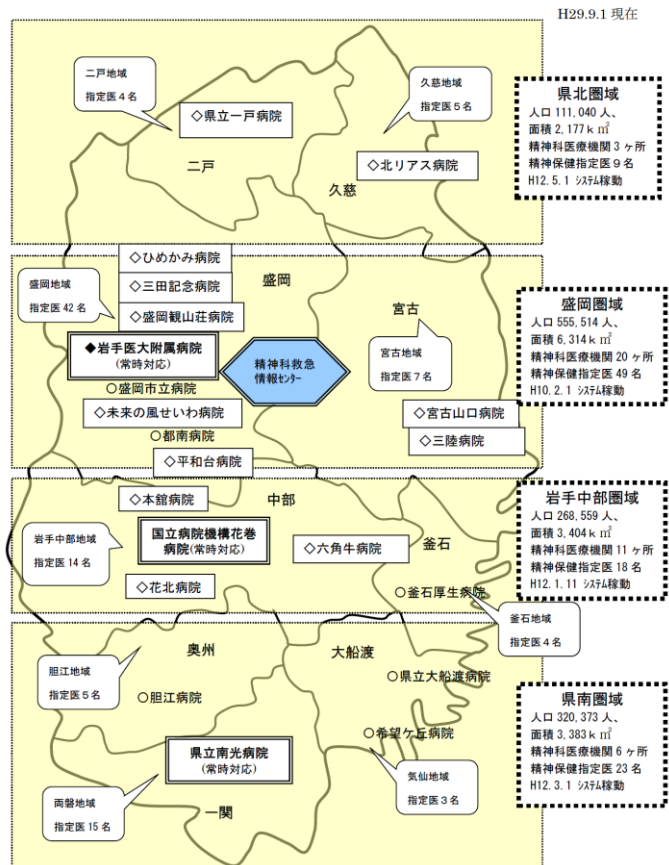 H29.9.1 現在
二戸地域
指定医４名
久慈地域
指定医５名
◇県立一戸病院
◇北リアス病院
二戸
久慈
県北圏域
人口 111,040 人、
面積 2,177ｋ㎡
精神科医療機関 3 ヶ所
精神保健指定医 9 名
H12.5.1 ｼｽﾃﾑ稼動
◇ひめかみ病院
◇三田記念病院
◇盛岡観山荘病院
盛岡
盛岡地域
指定医 42 名
◆岩手医大附属病院
(常時対応)
精神科救急
情報ｾﾝﾀｰ
宮古
宮古地域
指定医７名
○盛岡市立病院
◇未来の風せいわ病院
○都南病院
◇平和台病院
◇宮古山口病院
◇三陸病院
盛岡圏域
人口 555,514 人、
面積 6,314ｋ㎡
精神科医療機関 20 ヶ所
精神保健指定医 49 名
H10.2.1 ｼｽﾃﾑ稼動
◇本舘病院
中部
岩手中部地域
指定医 14 名
国立病院機構花巻
病院(常時対応)
◇六角牛病院
釜石
◇花北病院
○釜石厚生病院
釜石地域
指定医４名
岩手中部圏域
人口 268,559 人、
面積 3,404ｋ㎡
精神科医療機関 11 ヶ所
精神保健指定医 18 名
H12.1.11 ｼｽﾃﾑ稼動
奥州
大船渡
胆江地域
指定医５名
○胆江病院
○県立大船渡病院
○希望ケ丘病院
県立南光病院
(常時対応)
気仙地域
指定医３名
両磐地域
指定医 15 名
一関
県南圏域
人口 320,373 人、
面積 3,383ｋ㎡
精神科医療機関 6 ヶ所
精神保健指定医 23 名
H12.3.1 ｼｽﾃﾑ稼動